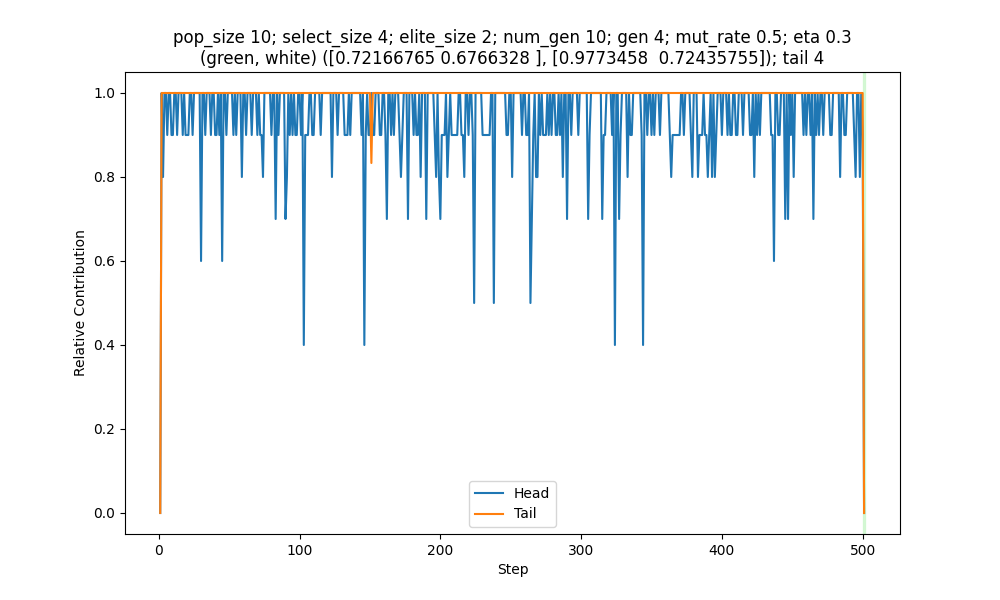 pop_size 10; select_size 4; elite_size 2; num_gen 10; gen 4; mut_rate 0.5; eta 0.3
(green, white) ([0.72166765 0.6766328 ], [0.9773458  0.72435755]); tail 4
1.0
0.8
0.6
0.4
0.2
0.0
Relative Contribution
Head
Tail
0
100
200
300
400
500
Step